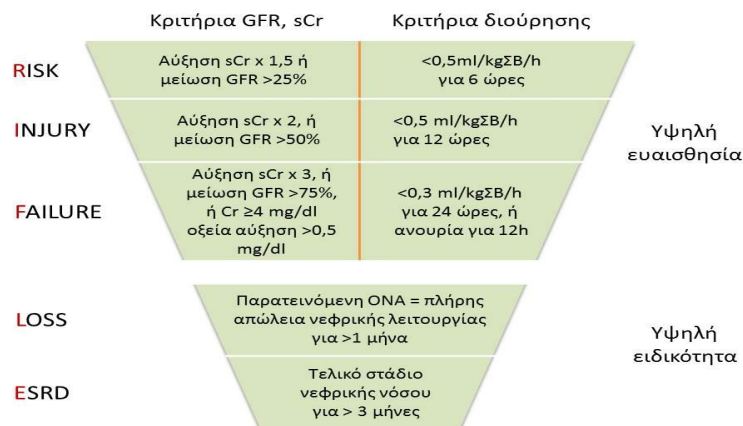 Κριτήρια GFR, sCr
Κριτήρια διούρησης
RISK
Αύξηση sCr x 1,5 ή
μείωση GFR >25%
<0,5ml/kgΣΒ/h
για 6 ώρες
INJURY
Αύξηση sCr x 2, ή
μείωση GFR >50%
<0,5 ml/kgΣΒ/h
για 12 ώρες
Υψηλή
ευαισθησία
FAILURE
Αύξηση sCr x 3, ή
μείωση GFR >75%,
ή Cr ≥4 mg/dl
οξεία αύξηση >0,5
mg/dl
<0,3 ml/kgΣΒ/h
για 24 ώρες, ή
ανουρία για 12h
LOSS
Παρατεινόμενη ΟΝΑ = πλήρης
απώλεια νεφρικής λειτουργίας
για >1 μήνα
Υψηλή
ειδικότητα
ESRD
Τελικό στάδιο
νεφρικής νόσου
για > 3 μήνες